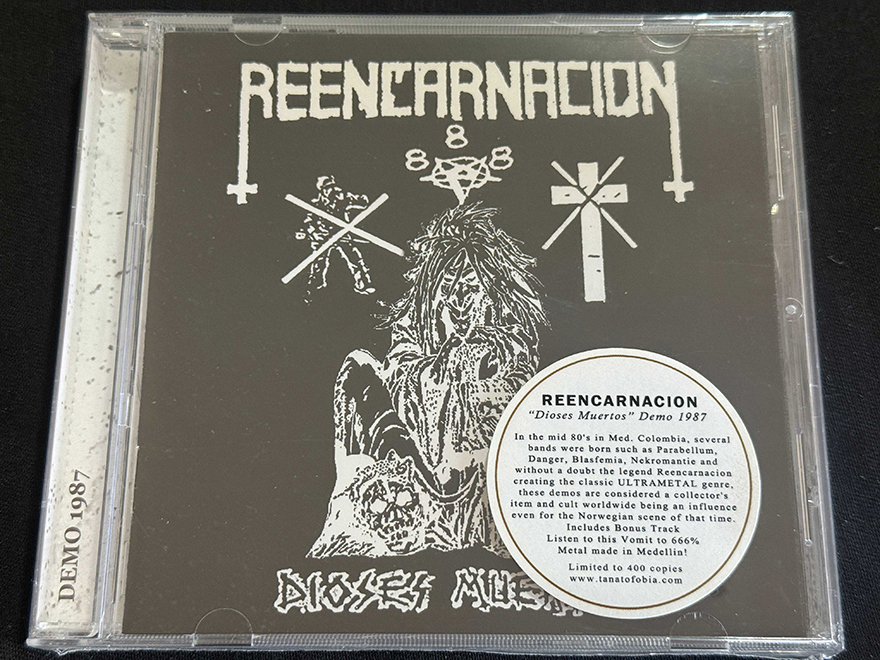 REENCARNACION
8
8 8
DIOSES MUE
DEMO 1987
REENCARNACION
"Dioses Muertos" Demo 1987
In the mid 80's in Med. Colombia, several
bands were born such as Parabellum,
Danger, Blasfemia, Nekromantie and
without a doubt the legend Reencarnacion
creating the classic ULTRAMETAL genre,
these demos are considered a collector's
item and cult worldwide being an influence
even for the Norwegian scene of that time.
Includes Bonus Track
Listen to this Vomit to 666%
Metal made in Medellin!
Limited to 400 copies
www.tanatofobia.com